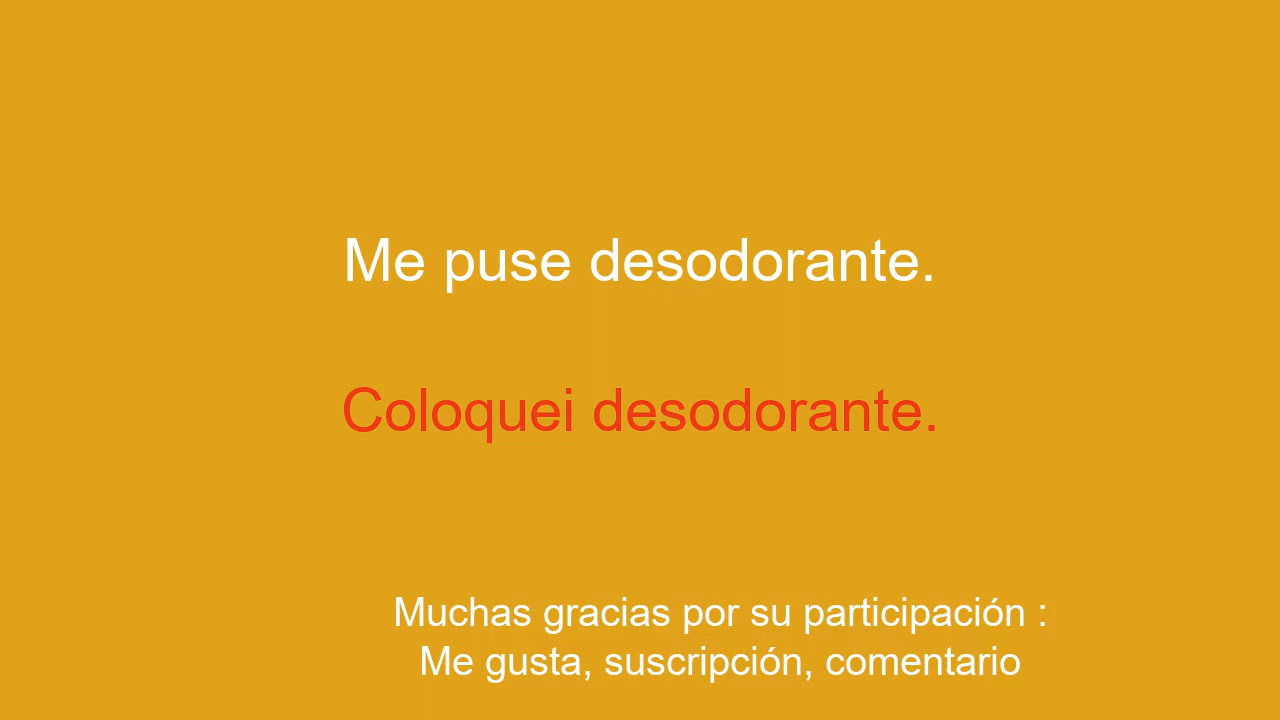 Me puse desodorante.
Coloquei desodorante.
Muchas gracias por su participación :
Me gusta, suscripción, comentario